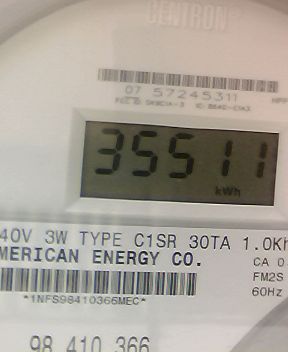 CENTRON®
07 57245311
35511
kWh
40V 3W TYPE C1SR 30TA 1.0Kh
MERICAN ENERGY CO.
CA 0.
FM2S
60Hz
*1NFS98410366MEC*
98 410 366